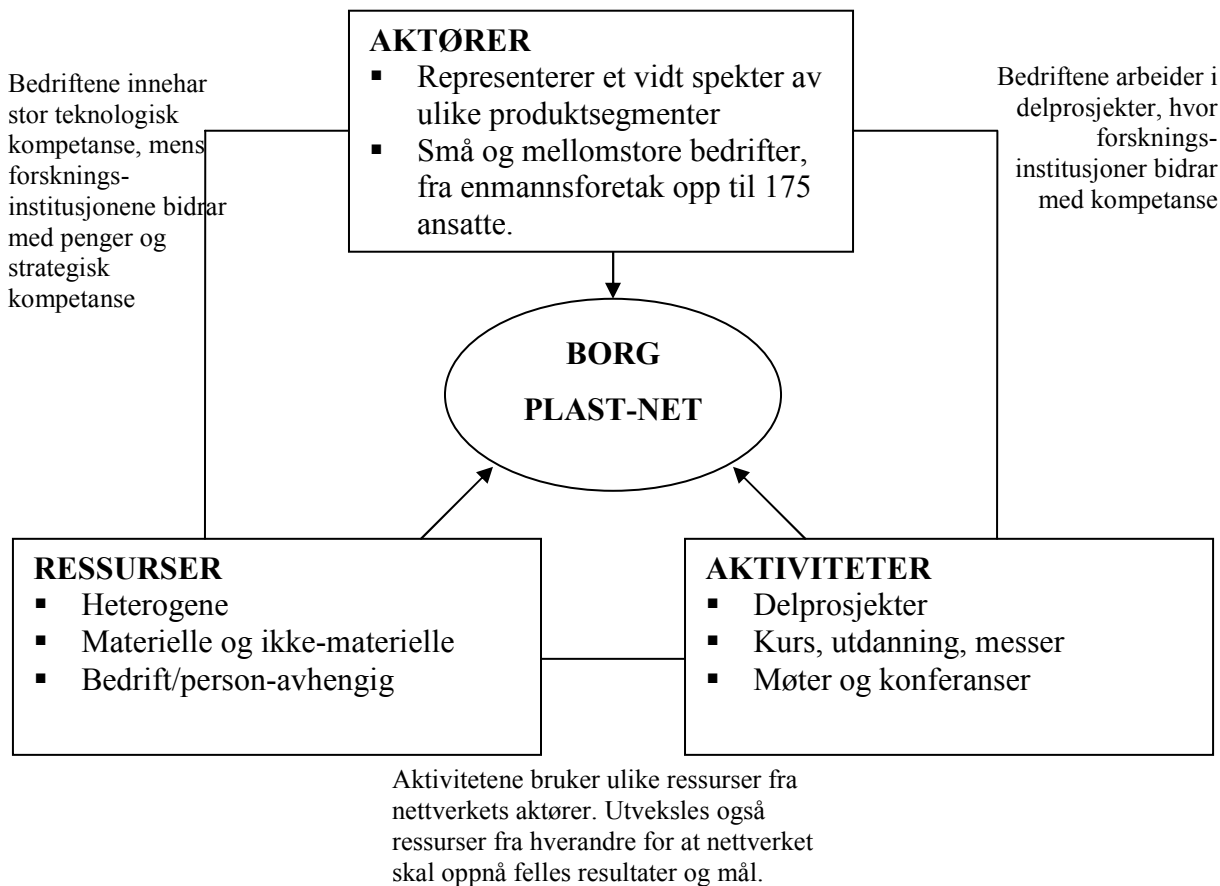 AKTØRER
▪ Representerer et vidt spekter av
ulike produktsegmenter
▪ Små og mellomstore bedrifter,
fra enmannsforetak opp til 175
ansatte.
Bedriftene innehar
stor teknologisk
kompetanse, mens
forsknings-
institusjonene bidrar
med penger og
strategisk
kompetanse
Bedriftene arbeider i
delprosjekter, hvor
forsknings-
institusjoner bidrar
med kompetanse
BORG
PLAST-NET
RESSURSER
▪ Heterogene
▪ Materielle og ikke-materielle
▪ Bedrift/person-avhengig
AKTIVITETER
▪ Delprosjekter
▪ Kurs, utdanning, messer
▪ Møter og konferanser
Aktivitetene bruker ulike ressurser fra
nettverkets aktører. Utveksles også
ressurser fra hverandre for at nettverket
skal oppnå felles resultater og mål.